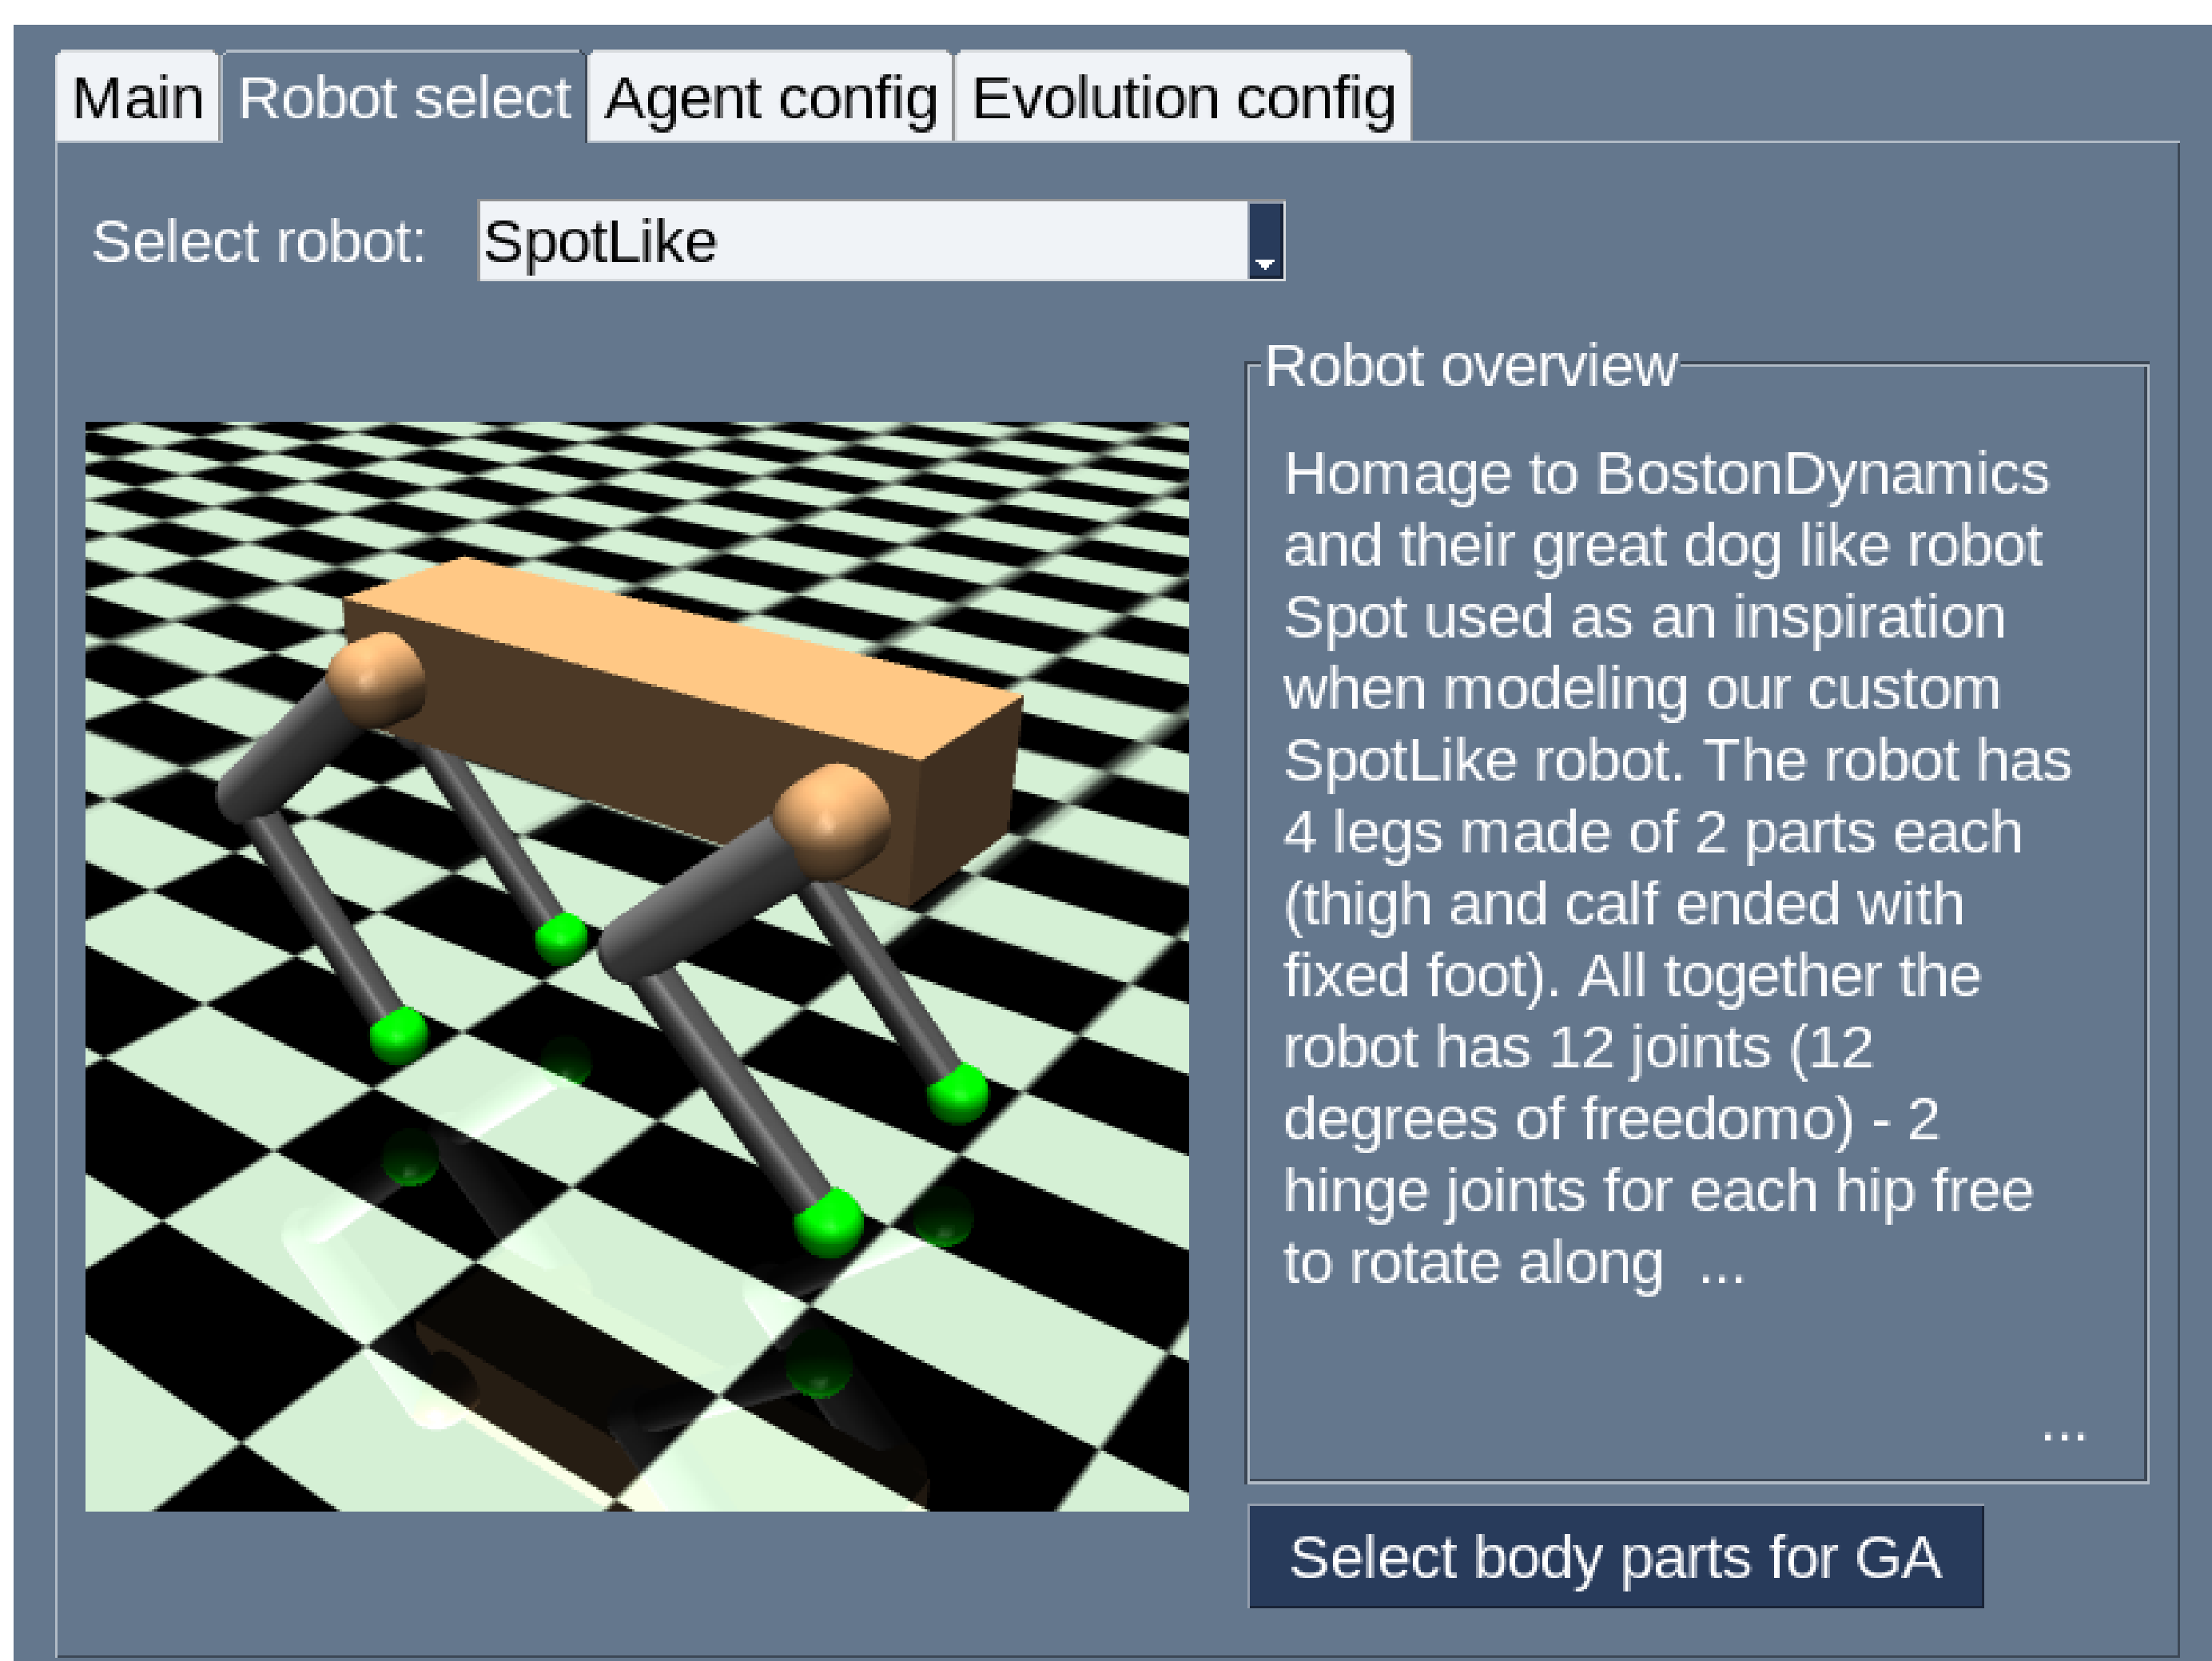 Main
Robot select
Agent config
Evolution config
Select robot:
SpotLike
Robot overview
Homage to BostonDynamics
and their great dog like robot
Spot used as an inspiration
when modeling our custom
SpotLike robot. The robot has
4 legs made of 2 parts each
(thigh and calf ended with
fixed foot). All together the
robot has 12 joints (12
degrees of freedomo) - 2
hinge joints for each hip free
to rotate along  ...
...
Select body parts for GA